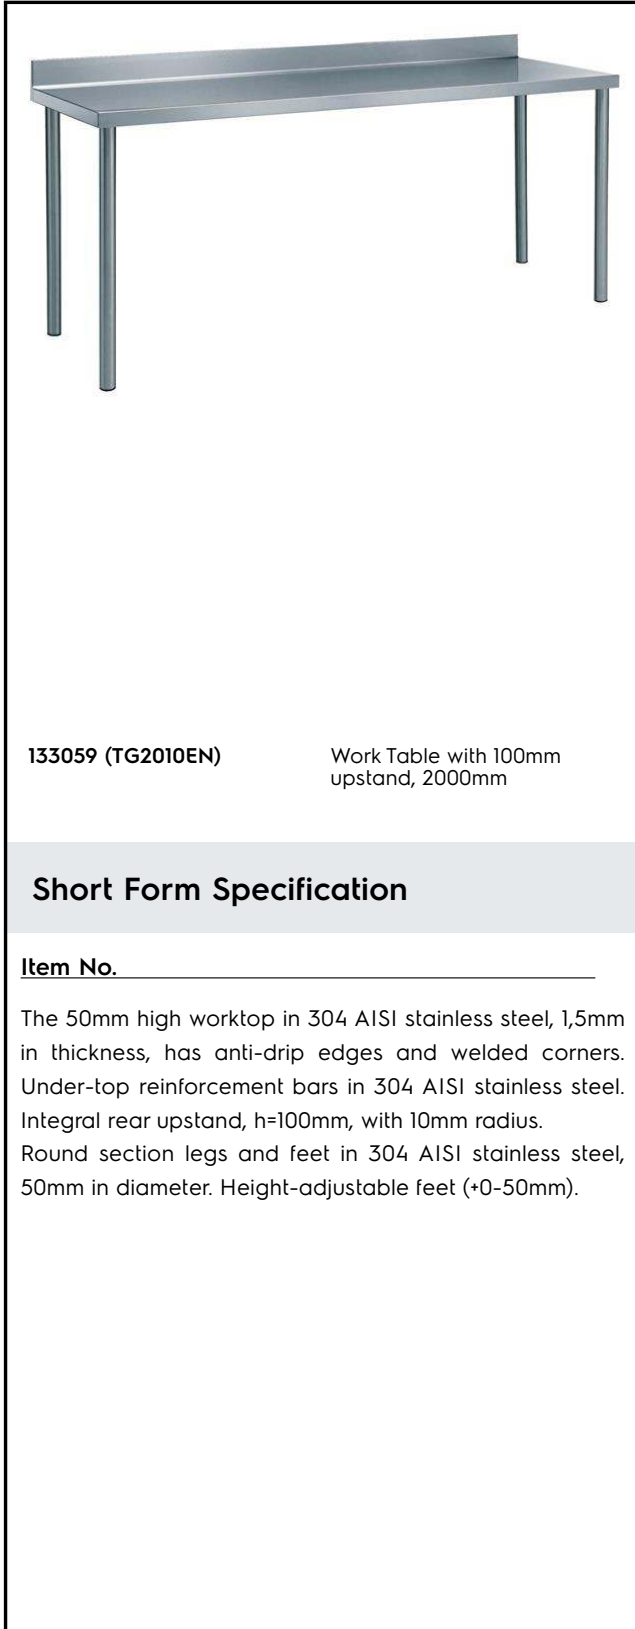 133059 (TG2010EN)
Work Table with 100mm
upstand, 2000mm
Short Form Specification
Item No.
The 50mm high worktop in 304 AISI stainless steel, 1,5mm
in thickness, has anti-drip edges and welded corners.
Under-top reinforcement bars in 304 AISI stainless steel.
Integral rear upstand, h=100mm, with 10mm radius.
Round section legs and feet in 304 AISI stainless steel,
50mm in diameter. Height-adjustable feet (+0-50mm).